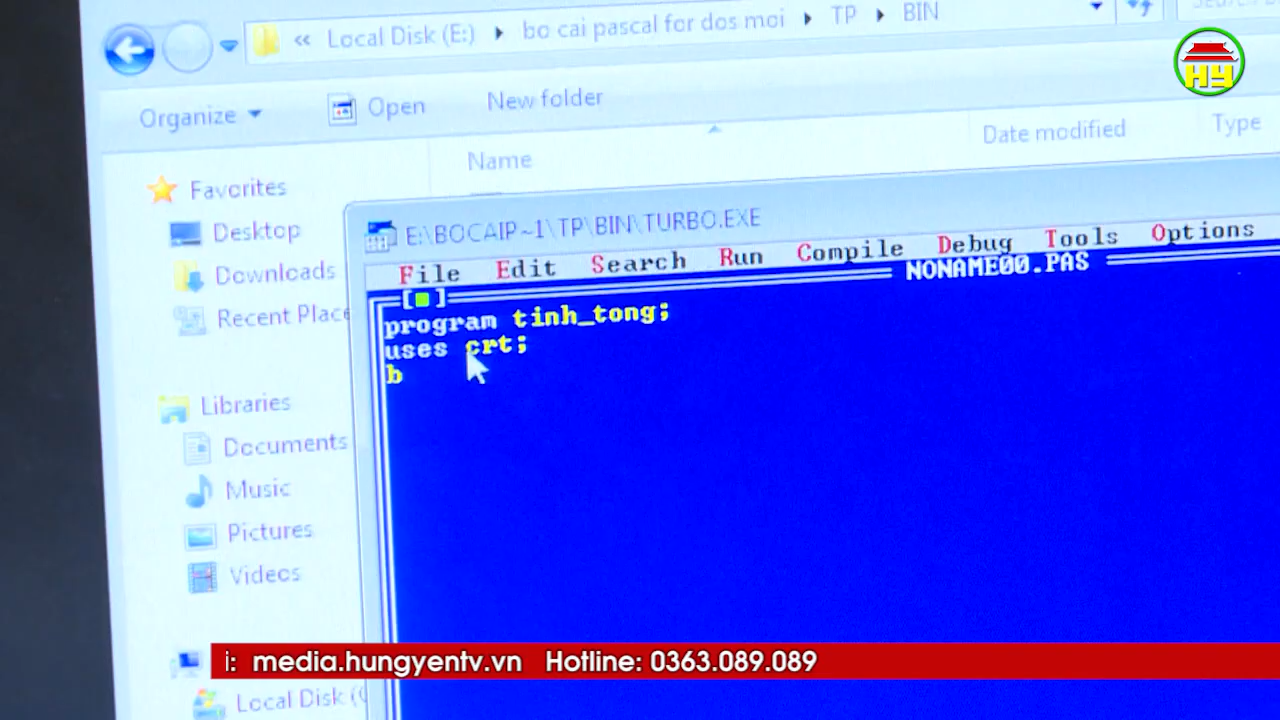 « Local Disk (E:) bo cai pascal for dos moi TP BIN
HY
Organize Open New folder
Name Date modified Type
Favorites
Desktop
Downloads
Recent Place
Libraries
Documents
Music
Pictures
Videos
Local Disk (
E:\BOCAIP~1\TP\BIN\TURBO.EXE
File Edit Search Run Compile Debug Tools Options
[■] NONAME00.PAS
program tinh_tong;
uses crt;
b
i: media.hungyentv.vn Hotline: 0363.089.089